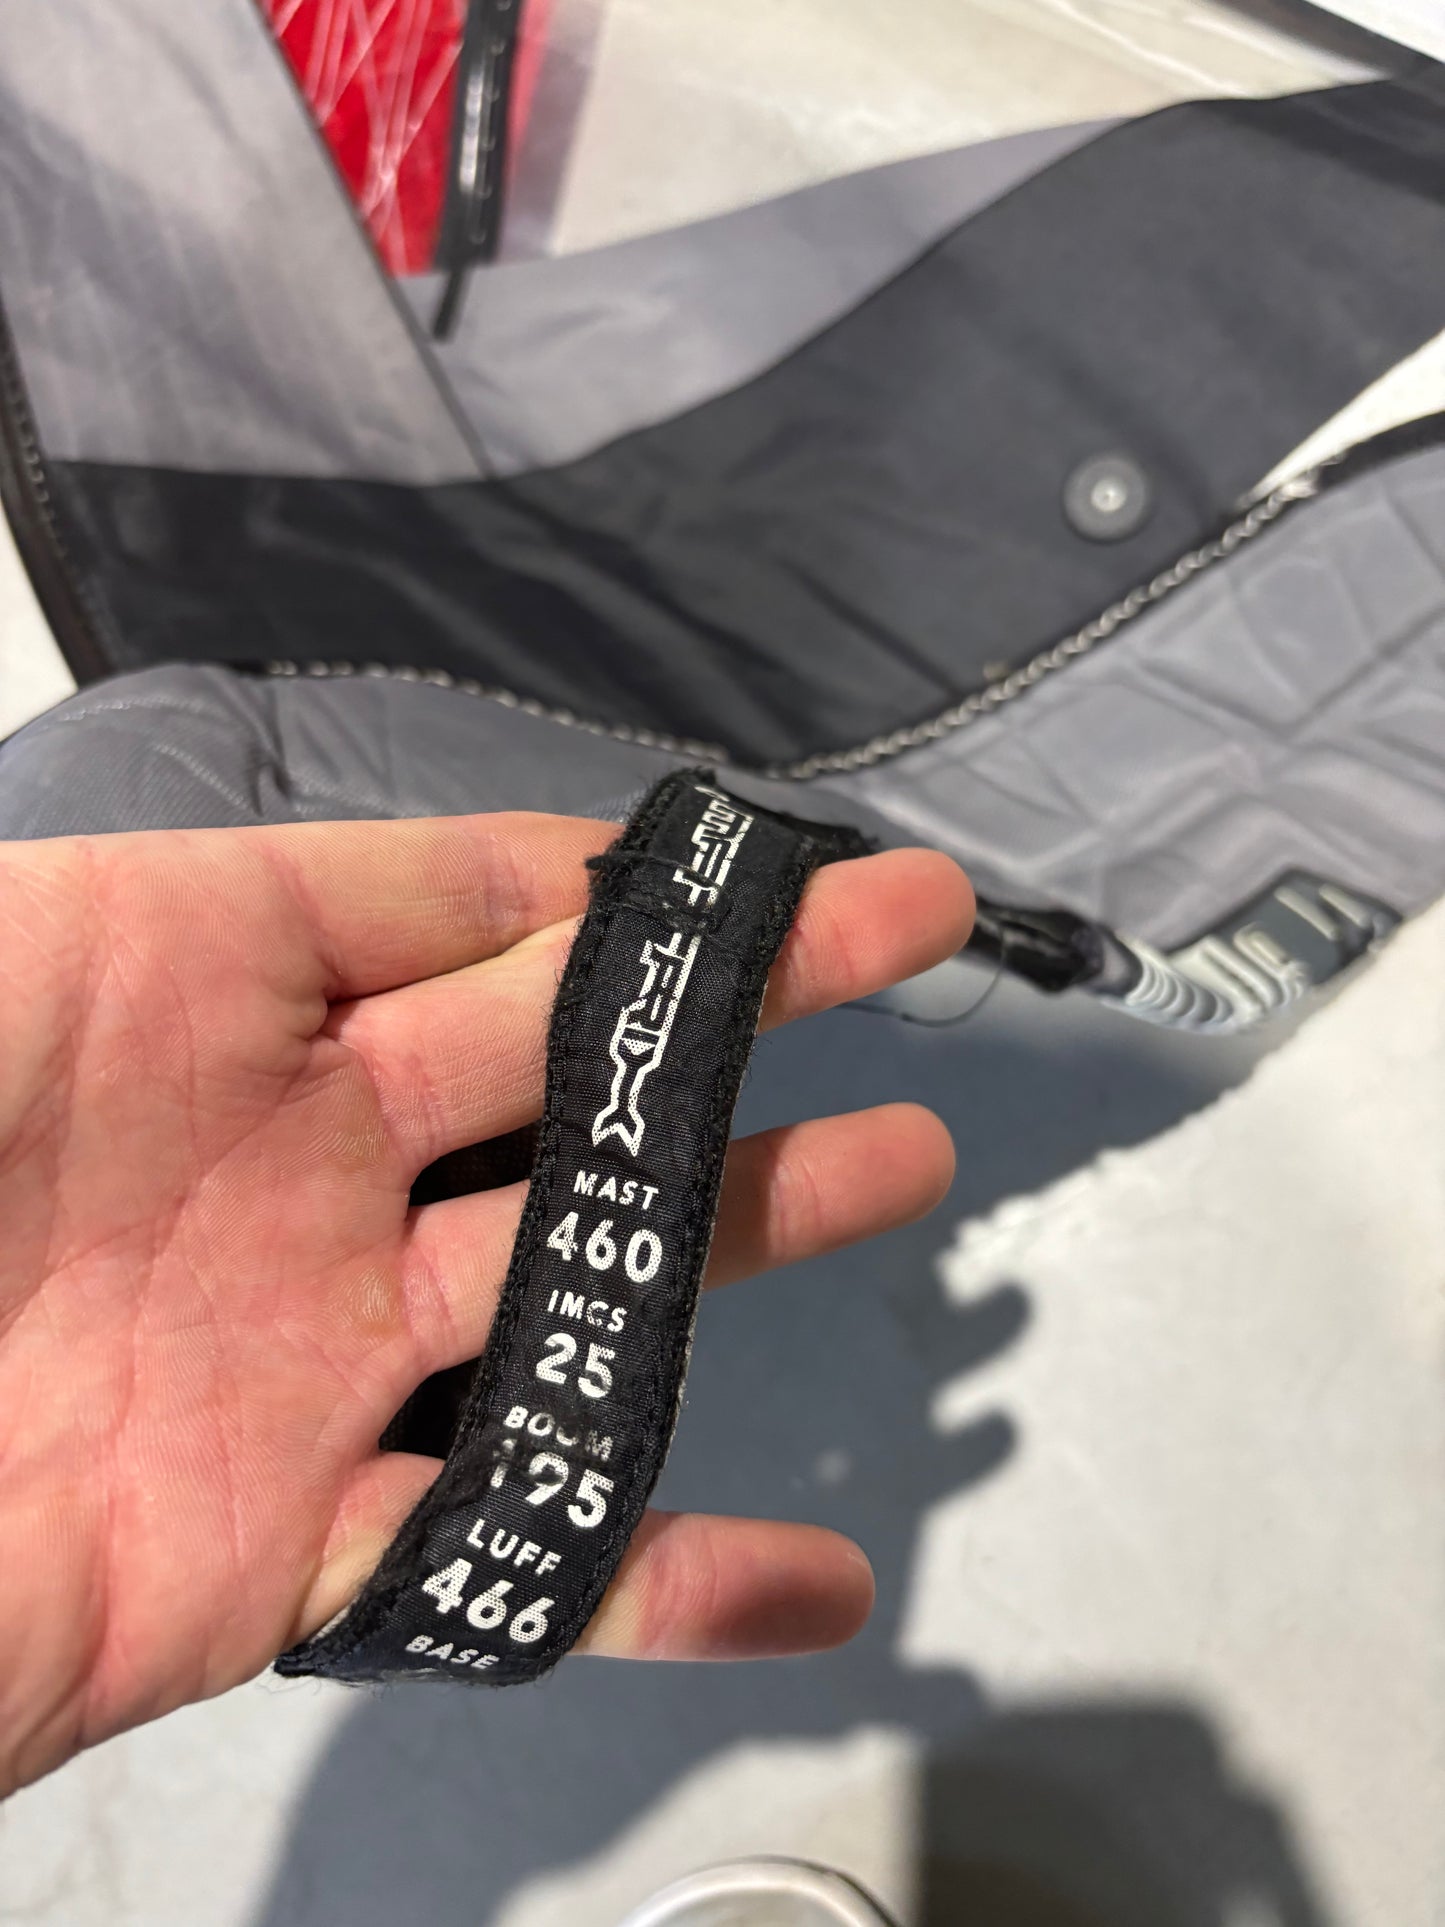 MAST
460
IMCS
25
BOOM
195
LUFF
466
BASE